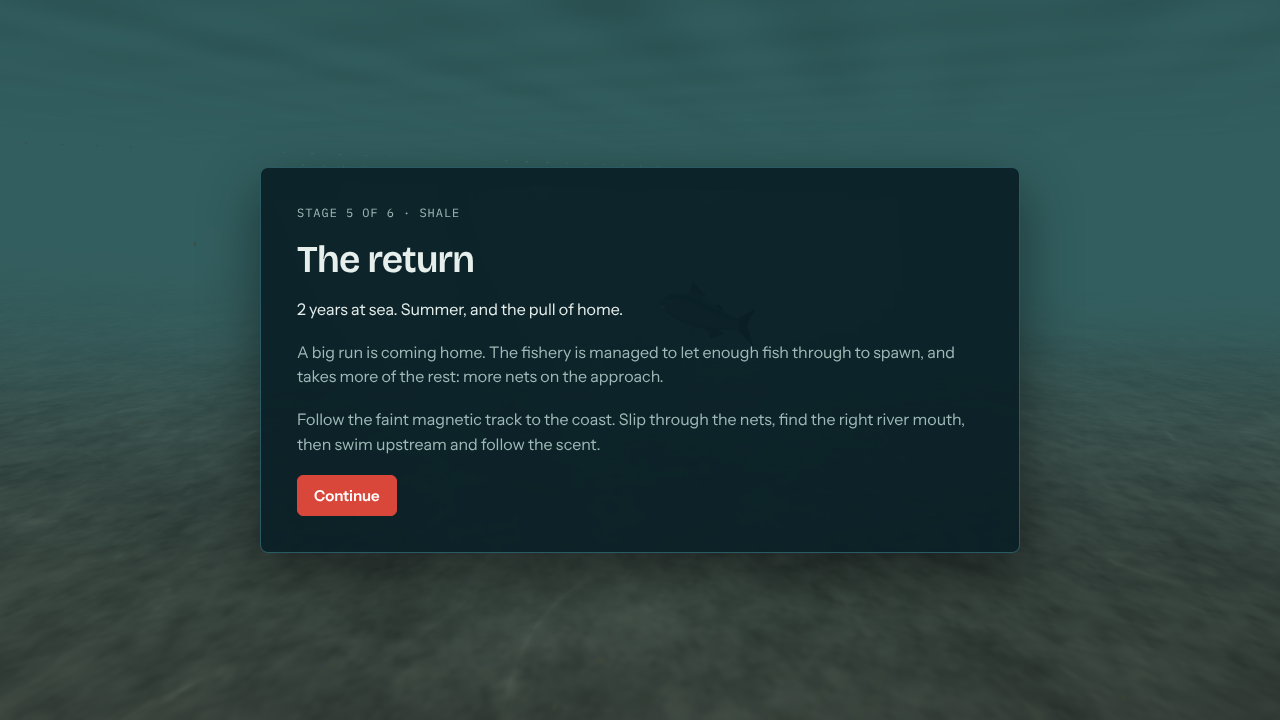 STAGE 5 OF 6 · SHALE
The return
2 years at sea. Summer, and the pull of home.
A big run is coming home. The fishery is managed to let enough fish through to spawn, and
takes more of the rest: more nets on the approach.
Follow the faint magnetic track to the coast. Slip through the nets, find the right river mouth,
then swim upstream and follow the scent.
Continue